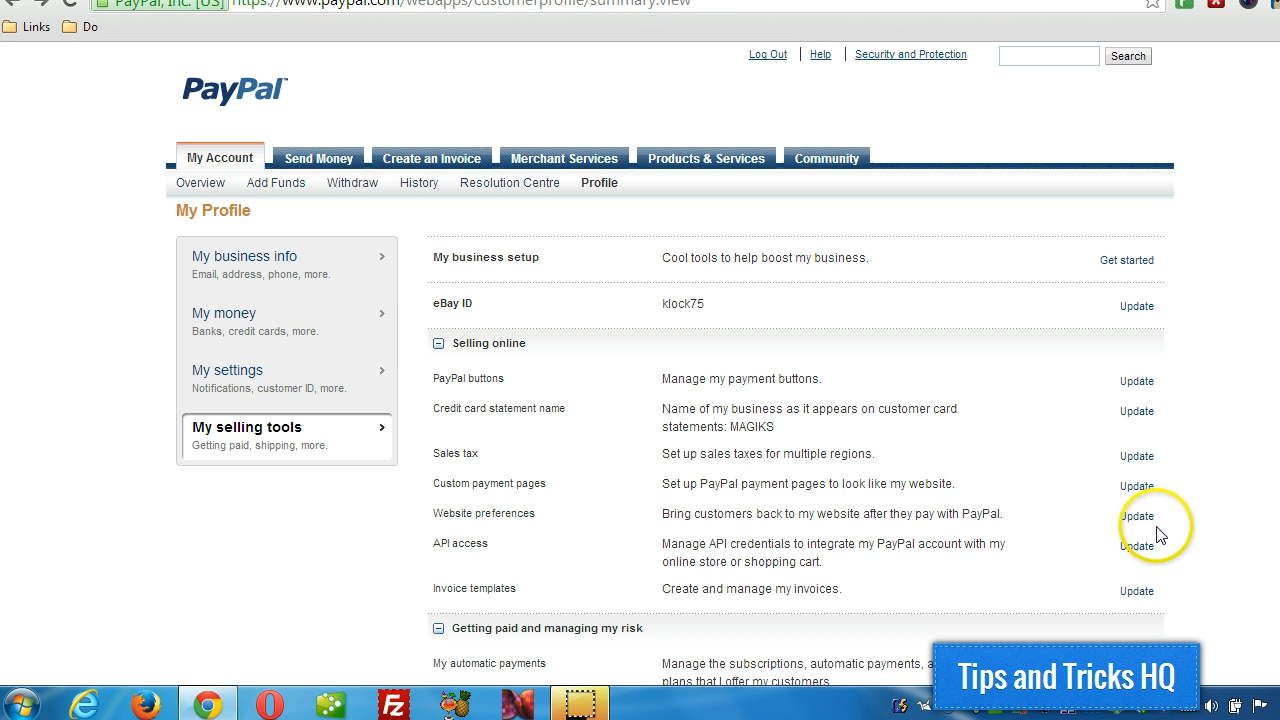 PayPal, Inc. [US] https://www.paypal.com/webapps/customerprofile/summary.view
Links Do
Log Out Help Security and Protection Search
PayPal™
My Account Send Money Create an Invoice Merchant Services Products & Services Community
Overview Add Funds Withdraw History Resolution Centre Profile
My Profile
My business info
Email, address, phone, more.
My money
Banks, credit cards, more.
My settings
Notifications, customer ID, more.
My selling tools
Getting paid, shipping, more.
My business setup Cool tools to help boost my business. Get started
eBay ID klock75 Update
Selling online
PayPal buttons Manage my payment buttons. Update
Credit card statement name Name of my business as it appears on customer card Update
statements: MAGIKS
Sales tax Set up sales taxes for multiple regions. Update
Custom payment pages Set up PayPal payment pages to look like my website. Update
Website preferences Bring customers back to my website after they pay with PayPal. Update
API access Manage API credentials to integrate my PayPal account with my Update
online store or shopping cart.
Invoice templates Create and manage my invoices. Update
Getting paid and managing my risk
My automatic payments Manage the subscriptions, automatic payments, a
plans that I offer my customers.
Tips and Tricks HQ
Fz